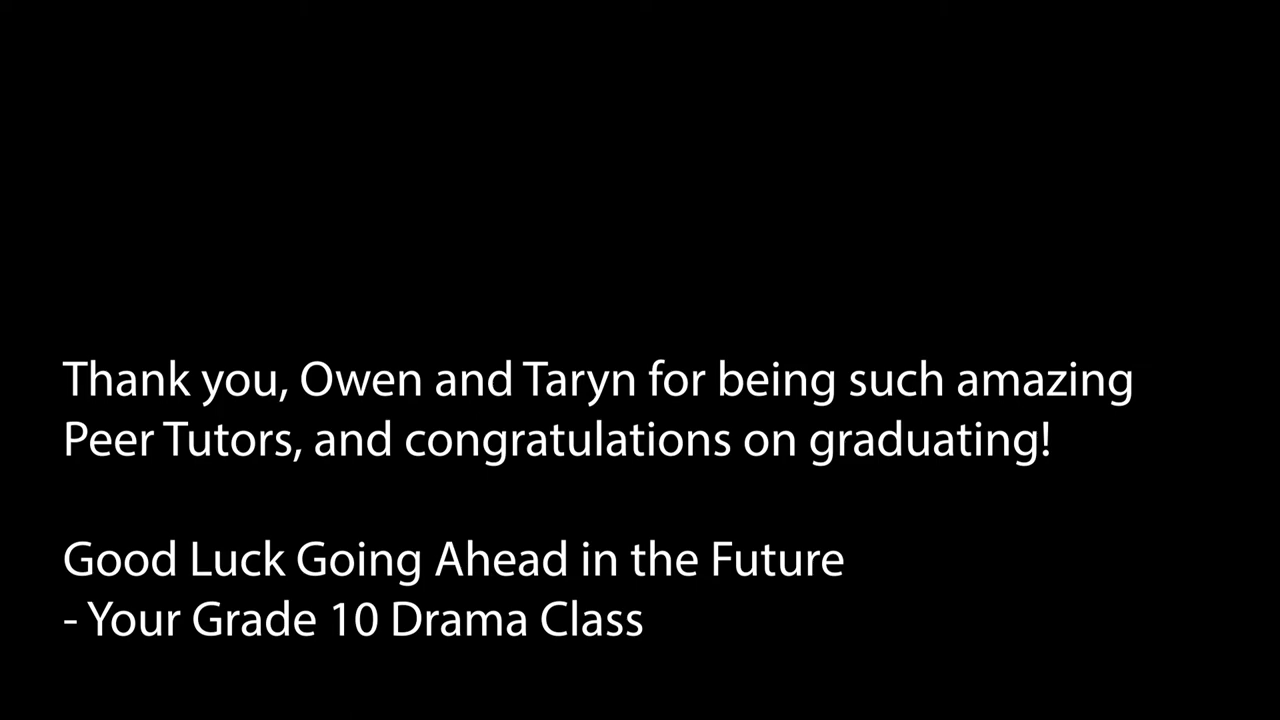 Thank you, Owen and Taryn for being such amazing
Peer Tutors, and congratulations on graduating!
Good Luck Going Ahead in the Future
- Your Grade 10 Drama Class